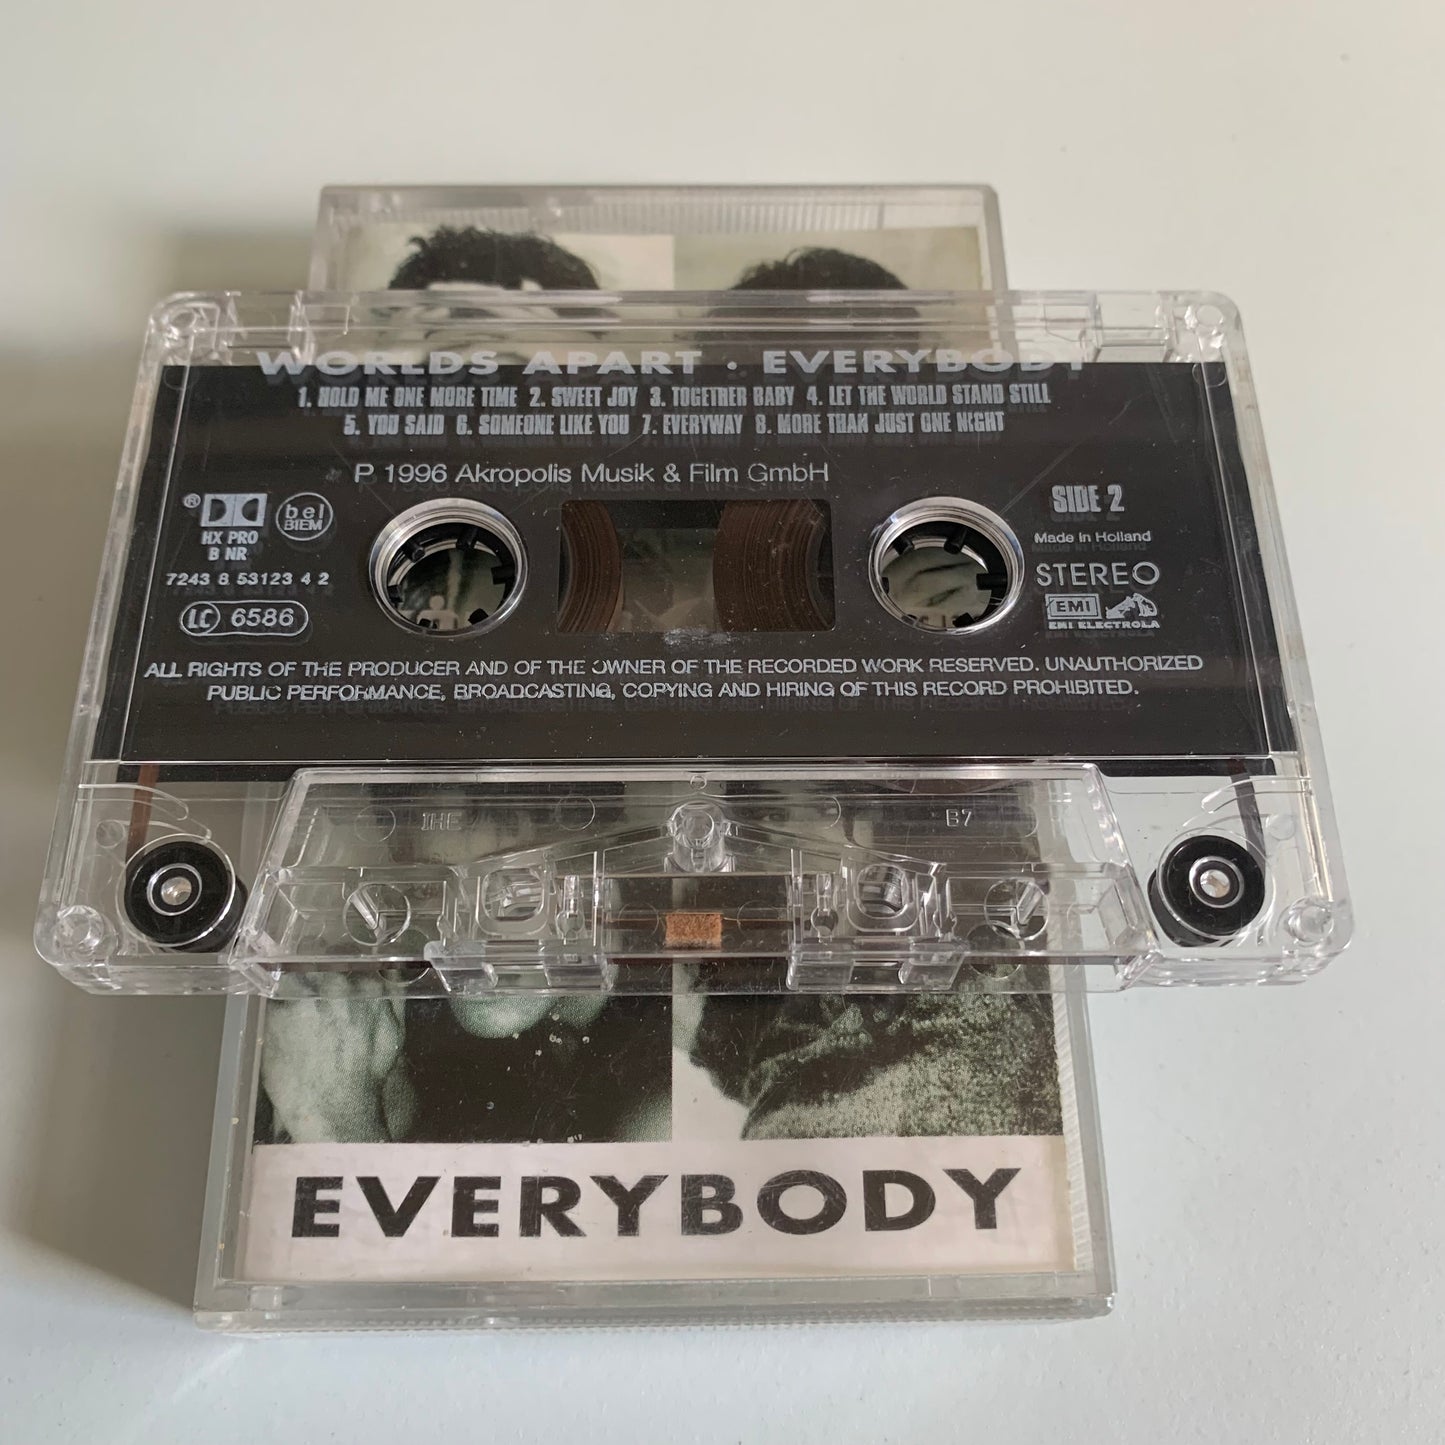 WORLDS APART · EVERYBODY
1. HOLD ME ONE MORE TIME 2. SWEET JOY 3. TOGETHER BABY 4. LET THE WORLD STAND STILL
5. YOU SAID 6. SOMEONE LIKE YOU 7. EVERYWAY 8. MORE THAN JUST ONE NIGHT
P 1996 Akropolis Musik & Film GmbH
®
HX PRO
B NR
bel
BIEM
7243 8 53123 4 2
LC 6586
SIDE 2
Made in Holland
STEREO
EMI
EMI ELECTROLA
ALL RIGHTS OF THE PRODUCER AND OF THE OWNER OF THE RECORDED WORK RESERVED. UNAUTHORIZED
PUBLIC PERFORMANCE, BROADCASTING, COPYING AND HIRING OF THIS RECORD PROHIBITED.
IHE B7
EVERYBODY